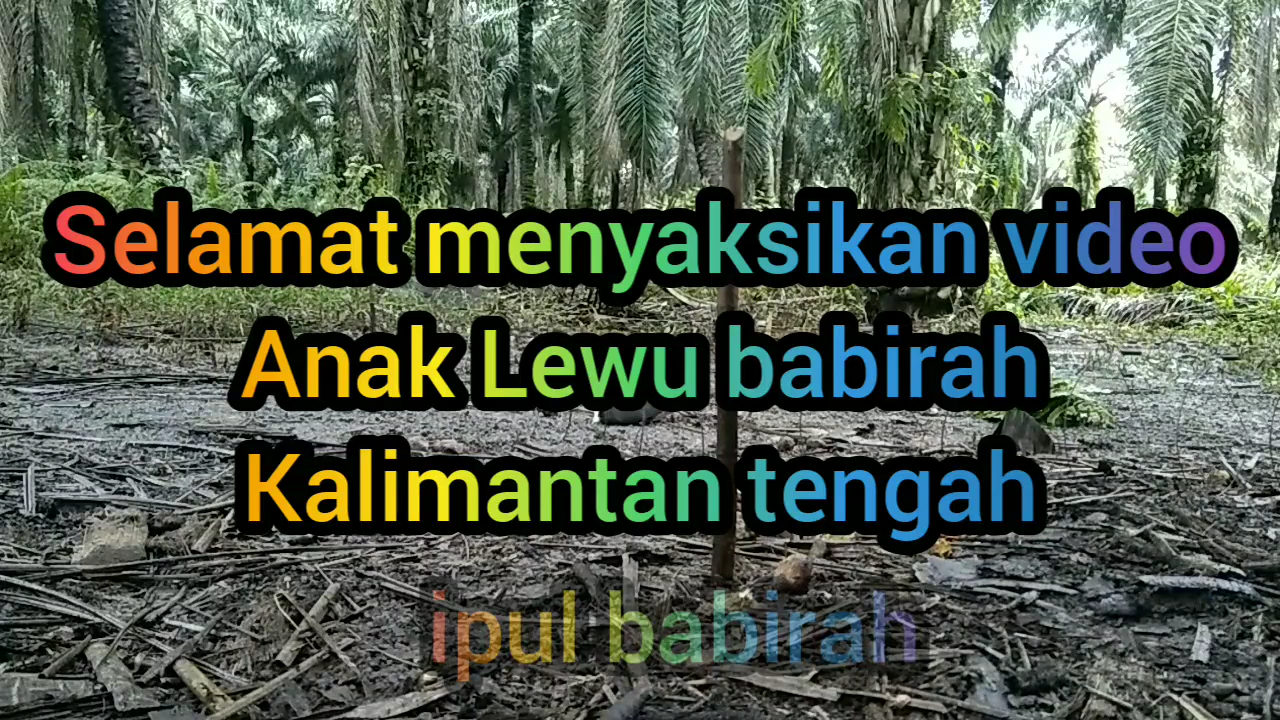 Selamat menyaksikan video
Anak Lewu babirah
Kalimantan tengah
ipul babirah